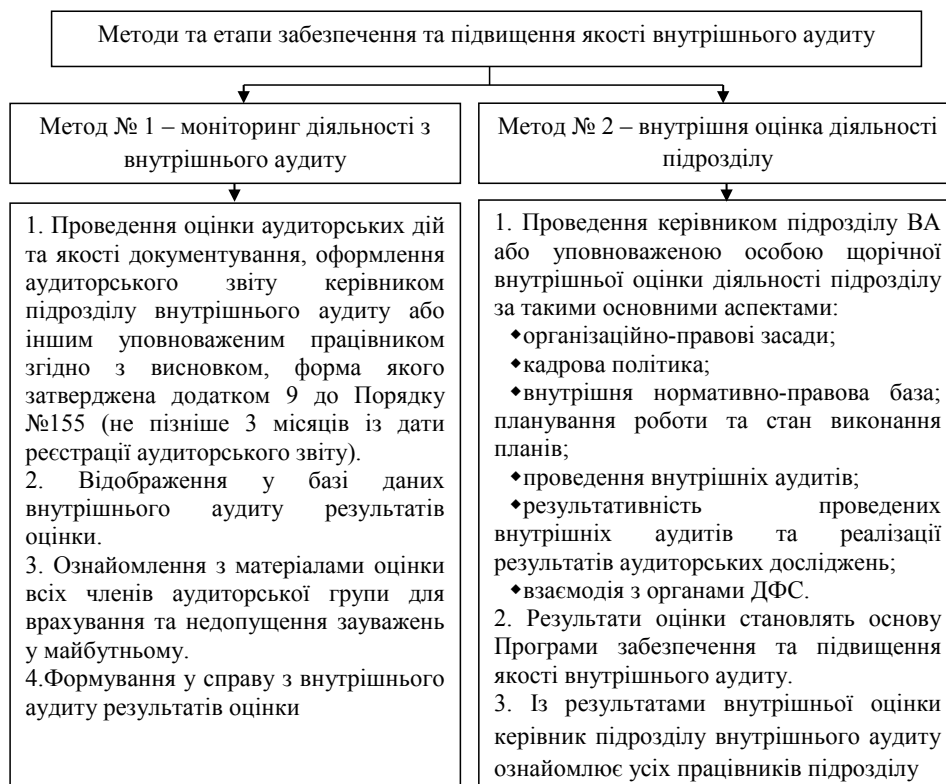 Методи та етапи забезпечення та підвищення якості внутрішнього аудиту
Метод № 1 – моніторинг діяльності з
внутрішнього аудиту
1. Проведення оцінки аудиторських дій
та якості документування, оформлення
аудиторського звіту керівником
підрозділу внутрішнього аудиту або
іншим уповноваженим працівником
згідно з висновком, форма якого
затверджена додатком 9 до Порядку
№155 (не пізніше 3 місяців із дати
реєстрації аудиторського звіту).
2. Відображення у базі даних
внутрішнього аудиту результатів
оцінки.
3. Ознайомлення з матеріалами оцінки
всіх членів аудиторської групи для
врахування та недопущення зауважень
у майбутньому.
4.Формування у справу з внутрішнього
аудиту результатів оцінки
Метод № 2 – внутрішня оцінка діяльності
підрозділу
1. Проведення керівником підрозділу ВА
або уповноваженою особою щорічної
внутрішньої оцінки діяльності підрозділу
за такими основними аспектами:
◆організаційно-правові засади;
◆кадрова політика;
◆внутрішня нормативно-правова база;
планування роботи та стан виконання
планів;
◆проведення внутрішніх аудитів;
◆результативність проведених
внутрішніх аудитів та реалізації
результатів аудиторських досліджень;
◆взаємодія з органами ДФС.
2. Результати оцінки становлять основу
Програми забезпечення та підвищення
якості внутрішнього аудиту.
3. Із результатами внутрішньої оцінки
керівник підрозділу внутрішнього аудиту
ознайомлює усіх працівників підрозділу